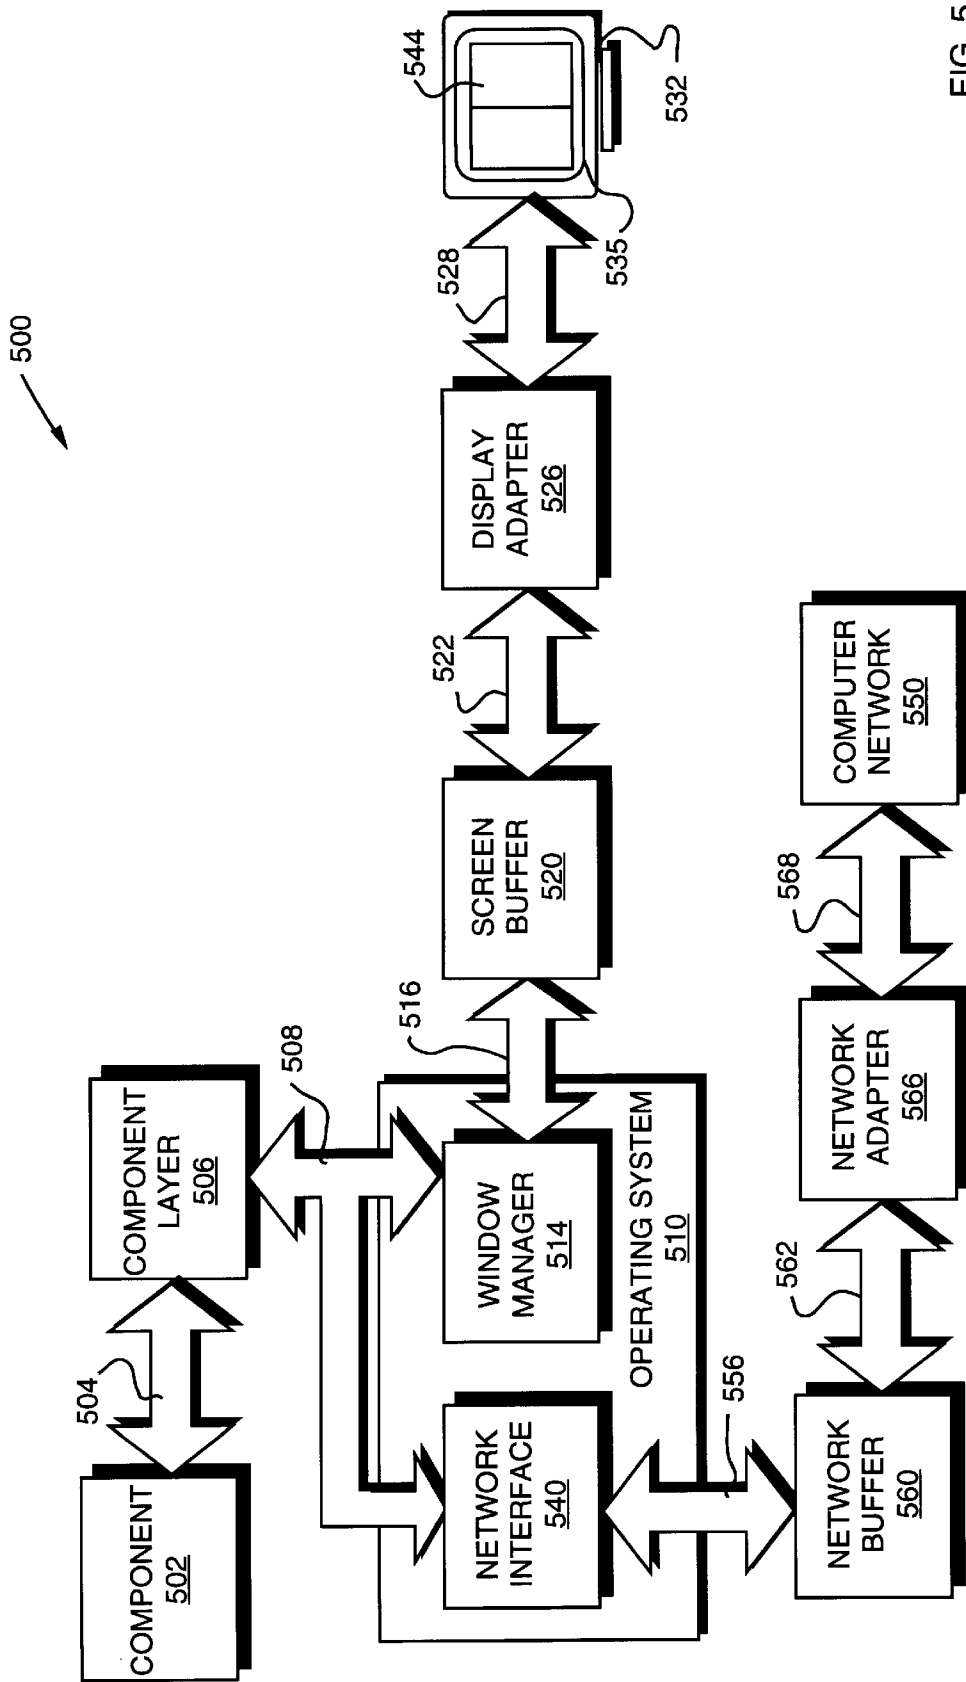 500
COMPONENT
502
504
COMPONENT
LAYER
506
508
NETWORK
INTERFACE
540
WINDOW
MANAGER
514
OPERATING SYSTEM
510
516
SCREEN
BUFFER
520
522
DISPLAY
ADAPTER
526
528
535
532
544
556
NETWORK
BUFFER
560
562
NETWORK
ADAPTER
566
568
COMPUTER
NETWORK
550
FIG. 5